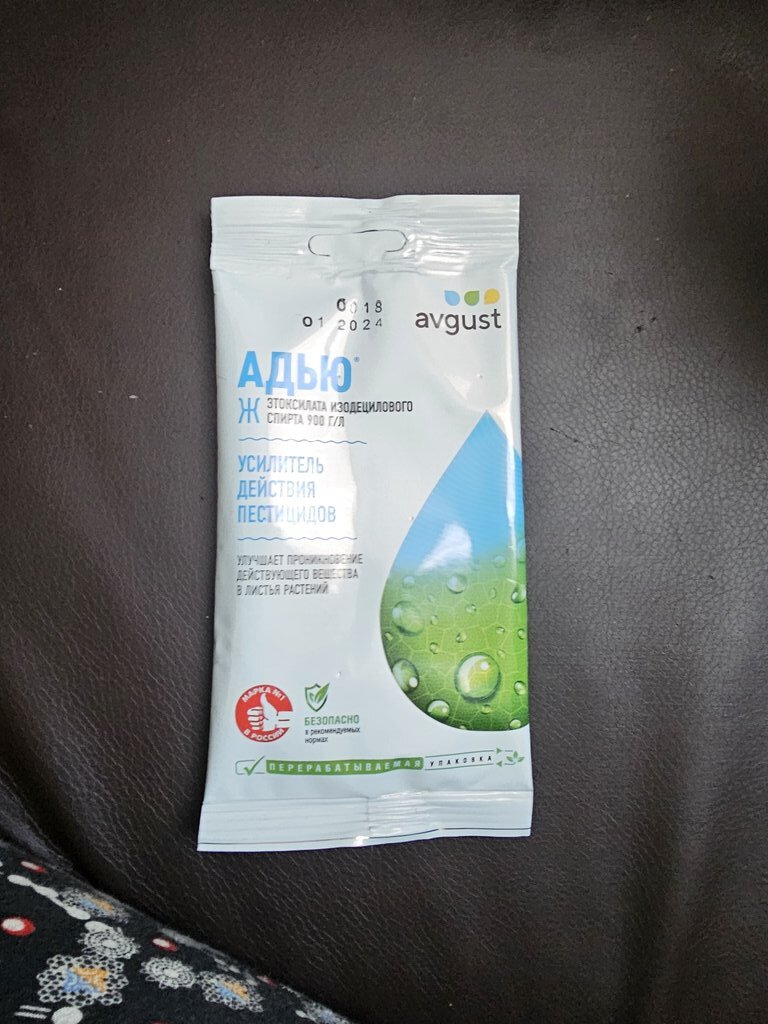 0018
01 2024
avgust
АДЬЮ®
Ж ЭТОКСИЛАТА ИЗОДЕЦИЛОВОГО
СПИРТА 900 Г/Л
УСИЛИТЕЛЬ
ДЕЙСТВИЯ
ПЕСТИЦИДОВ
УЛУЧШАЕТ ПРОНИКНОВЕНИЕ
ДЕЙСТВУЮЩЕГО ВЕЩЕСТВА
В ЛИСТЬЯ РАСТЕНИЙ
МАРКА №1
В РОССИИ
БЕЗОПАСНО
в рекомендуемых
нормах
ПЕРЕРАБАТЫВАЕМАЯ УПАКОВКА